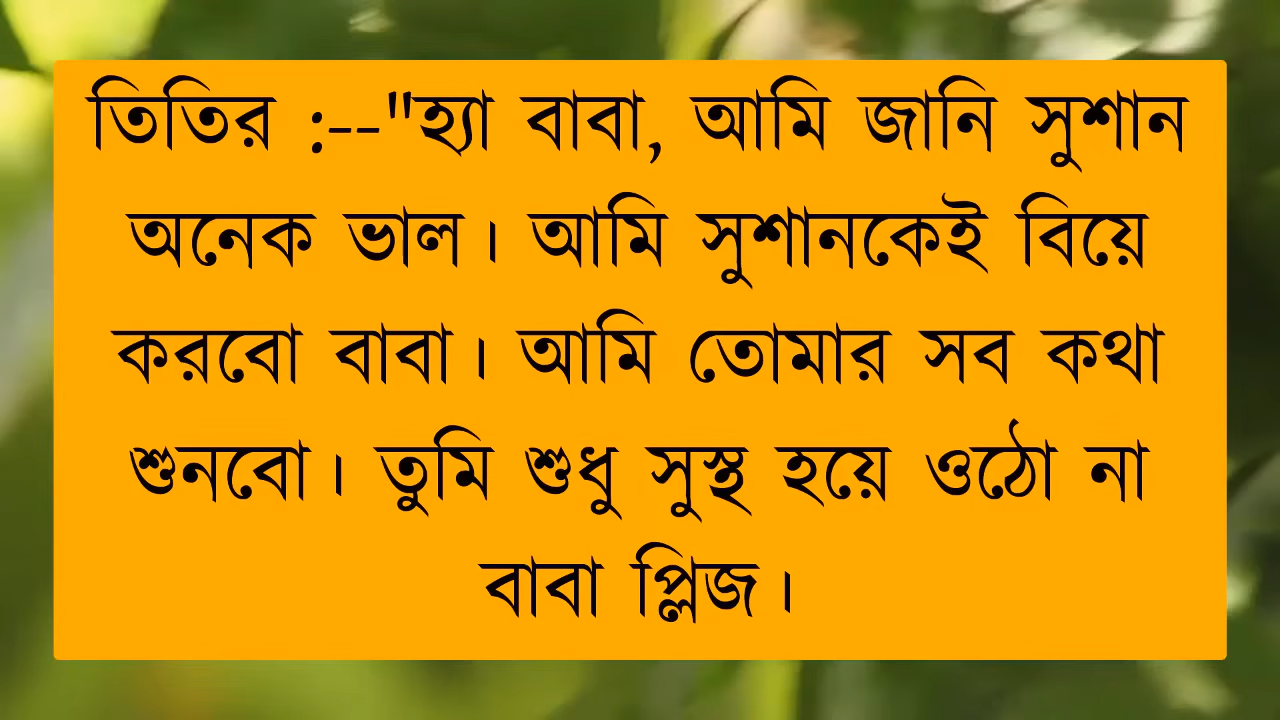 তিতির :--"হ্যা বাবা, আমি জানি সুশান
অনেক ভাল। আমি সুশানকেই বিয়ে
করবো বাবা। আমি তোমার সব কথা
শুনবো। তুমি শুধু সুস্থ হয়ে ওঠো না
বাবা প্লিজ।